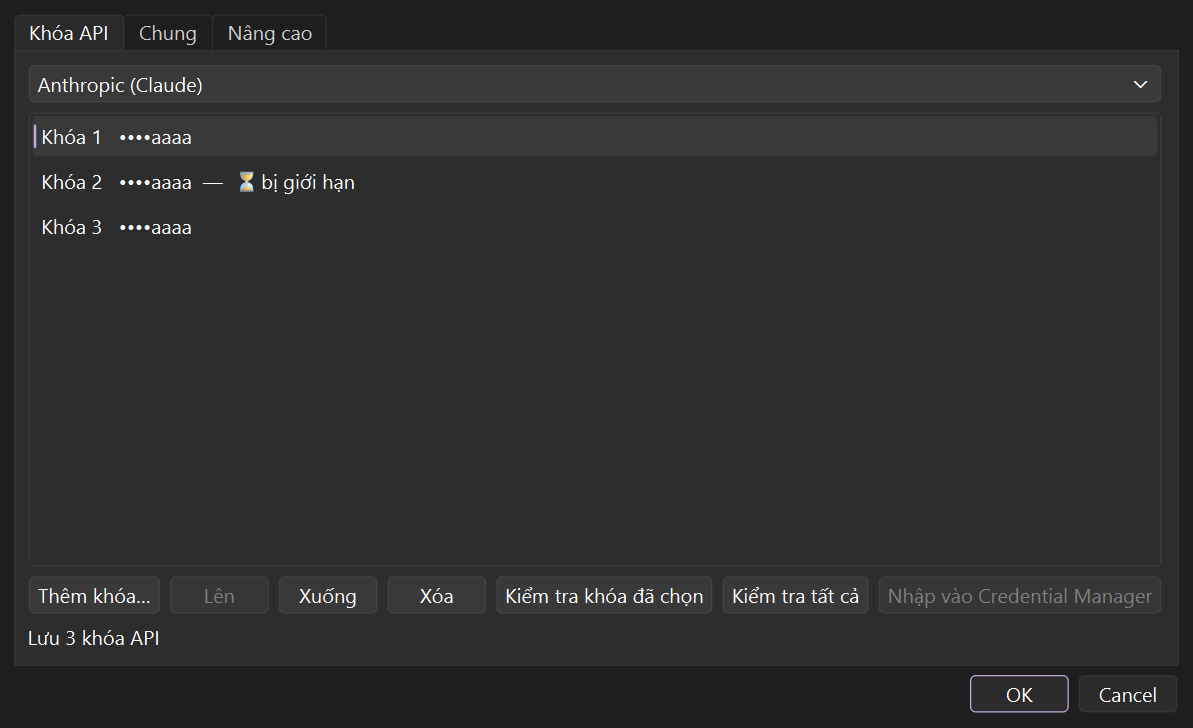 Khóa API Chung Nâng cao
Anthropic (Claude)
Khóa 1 ••••aaaa
Khóa 2 ••••aaaa — ⏳ bị giới hạn
Khóa 3 ••••aaaa
Thêm khóa... Lên Xuống Xóa Kiểm tra khóa đã chọn Kiểm tra tất cả Nhập vào Credential Manager
Lưu 3 khóa API
OK Cancel